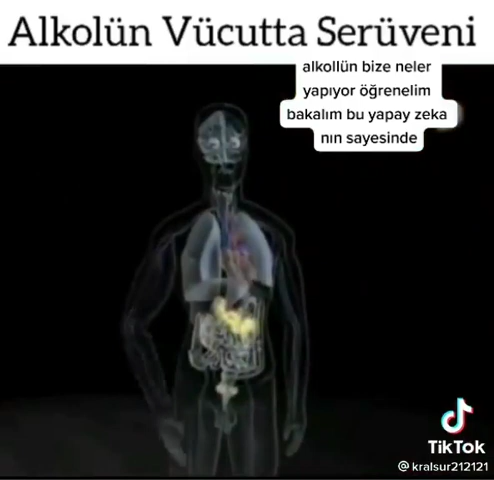 Alkolün Vücutta Serüveni
alkollün bize neler
yapıyor öğrenelim
bakalım bu yapay zeka
nın sayesinde
TikTok
@kralsur212121